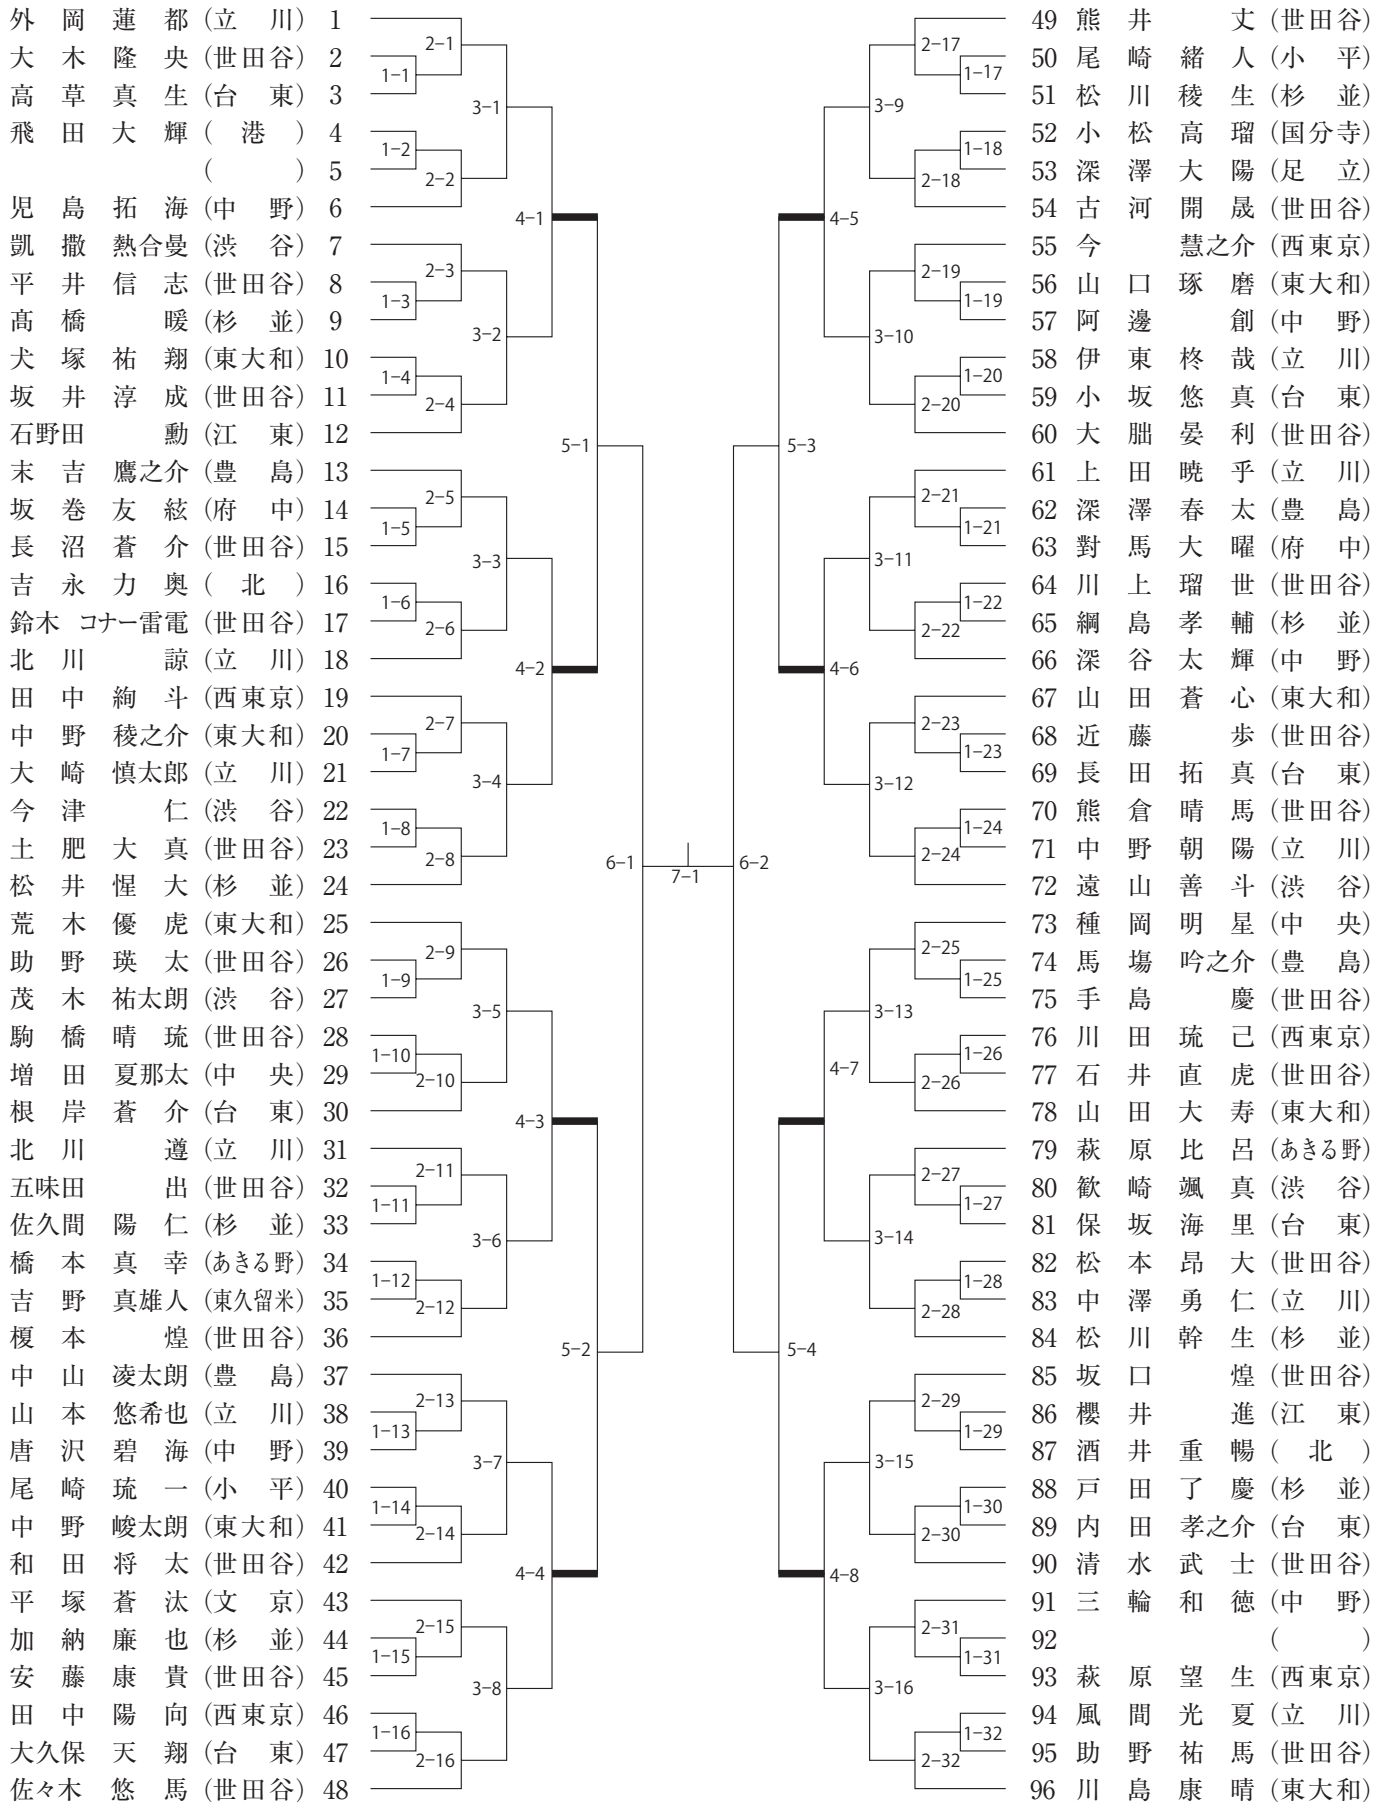 外岡蓮都（立川） 1
大木隆央（世田谷） 2
高草真生（台東） 3
飛田大輝（港） 4
（　　） 5
児島拓海（中野） 6
凱撒熱合曼（渋谷） 7
平井信志（世田谷） 8
髙橋暖（杉並） 9
犬塚祐翔（東大和） 10
坂井淳成（世田谷） 11
石野田勳（江東） 12
末吉鷹之介（豊島） 13
坂巻友絃（府中） 14
長沼蒼介（世田谷） 15
吉永力奥（北） 16
鈴木コナー雷電（世田谷） 17
北川諒（立川） 18
田中絢斗（西東京） 19
中野稜之介（東大和） 20
大崎慎太郎（立川） 21
今津仁（渋谷） 22
土肥大真（世田谷） 23
松井惺大（杉並） 24
荒木優虎（東大和） 25
助野瑛太（世田谷） 26
茂木祐太朗（渋谷） 27
駒橋晴琉（世田谷） 28
増田夏那太（中央） 29
根岸蒼介（台東） 30
北川遵（立川） 31
五味田出（世田谷） 32
佐久間陽仁（杉並） 33
橋本真幸（あきる野） 34
吉野真雄人（東久留米） 35
榎本煌（世田谷） 36
中山凌太朗（豊島） 37
山本悠希也（立川） 38
唐沢碧海（中野） 39
尾崎琉一（小平） 40
中野峻太朗（東大和） 41
和田将太（世田谷） 42
平塚蒼汰（文京） 43
加納廉也（杉並） 44
安藤康貴（世田谷） 45
田中陽向（西東京） 46
大久保天翔（台東） 47
佐々木悠馬（世田谷） 48
1-1
1-2
1-3
1-4
1-5
1-6
1-7
1-8
1-9
1-10
1-11
1-12
1-13
1-14
1-15
1-16
2-1
2-2
2-3
2-4
2-5
2-6
2-7
2-8
2-9
2-10
2-11
2-12
2-13
2-14
2-15
2-16
3-1
3-2
3-3
3-4
3-5
3-6
3-7
3-8
4-1
4-2
4-3
4-4
5-1
5-2
6-1
7-1
6-2
5-3
5-4
4-5
4-6
4-7
4-8
3-9
3-10
3-11
3-12
3-13
3-14
3-15
3-16
2-17
2-18
2-19
2-20
2-21
2-22
2-23
2-24
2-25
2-26
2-27
2-28
2-29
2-30
2-31
2-32
1-17
1-18
1-19
1-20
1-21
1-22
1-23
1-24
1-25
1-26
1-27
1-28
1-29
1-30
1-31
1-32
49 熊井丈（世田谷）
50 尾崎緒人（小平）
51 松川稜生（杉並）
52 小松高瑠（国分寺）
53 深澤大陽（足立）
54 古河開晟（世田谷）
55 今慧之介（西東京）
56 山口琢磨（東大和）
57 阿邊創（中野）
58 伊東柊哉（立川）
59 小坂悠真（台東）
60 大朏晏利（世田谷）
61 上田暁乎（立川）
62 深澤春太（豊島）
63 對馬大曜（府中）
64 川上瑠世（世田谷）
65 綱島孝輔（杉並）
66 深谷太輝（中野）
67 山田蒼心（東大和）
68 近藤歩（世田谷）
69 長田拓真（台東）
70 熊倉晴馬（世田谷）
71 中野朝陽（立川）
72 遠山善斗（渋谷）
73 種岡明星（中央）
74 馬塲吟之介（豊島）
75 手島慶（世田谷）
76 川田琉己（西東京）
77 石井直虎（世田谷）
78 山田大寿（東大和）
79 萩原比呂（あきる野）
80 歓崎颯真（渋谷）
81 保坂海里（台東）
82 松本昂大（世田谷）
83 中澤勇仁（立川）
84 松川幹生（杉並）
85 坂口煌（世田谷）
86 櫻井進（江東）
87 酒井重暢（北）
88 戸田了慶（杉並）
89 内田孝之介（台東）
90 清水武士（世田谷）
91 三輪和徳（中野）
92 （　　）
93 萩原望生（西東京）
94 風間光夏（立川）
95 助野祐馬（世田谷）
96 川島康晴（東大和）